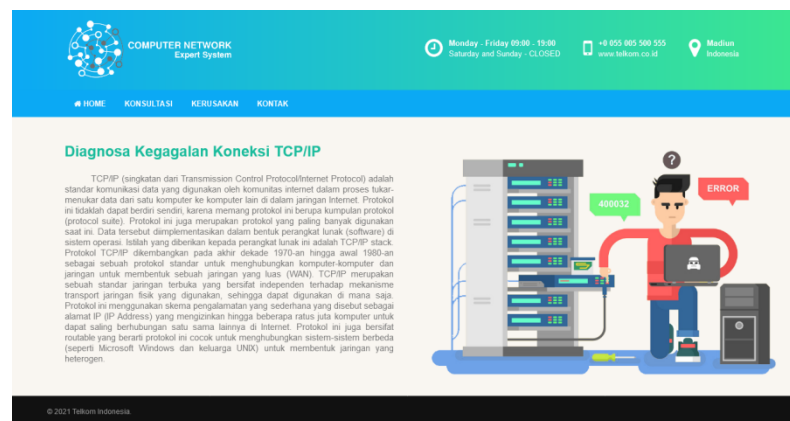 COMPUTER NETWORK
Expert System
Monday - Friday 09:00 - 19:00
Saturday and Sunday - CLOSED
+8 055 005 500 555
www.telkom.co.id
Madiun
Indonesia
HOME KONSULTASI KERUSAKAN KONTAK
Diagnosa Kegagalan Koneksi TCP/IP
TCP/IP (singkatan dari Transmission Control Protocol/Internet Protocol) adalah
standar komunikasi data yang digunakan oleh komunitas internet dalam proses tukar-
menukar data dari satu komputer ke komputer lain di dalam jaringan Internet. Protokol
ini tidaklah dapat berdiri sendiri, karena memang protokol ini berupa kumpulan protokol
(protocol suite). Protokol ini juga merupakan protokol yang paling banyak digunakan
saat ini. Data tersebut diimplementasikan dalam bentuk perangkat lunak (software) di
sistem operasi. Istilah yang diberikan kepada perangkat lunak ini adalah TCP/IP stack.
Protokol TCP/IP dikembangkan pada akhir dekade 1970-an hingga awal 1980-an
sebagai sebuah protokol standar untuk menghubungkan komputer-komputer dan
jaringan untuk membentuk sebuah jaringan yang luas (WAN). TCP/IP merupakan
sebuah standar jaringan terbuka yang bersifat independen terhadap mekanisme
transport jaringan fisik yang digunakan, sehingga dapat digunakan di mana saja.
Protokol ini menggunakan skema pengalamatan yang sederhana yang disebut sebagai
alamat IP (IP Address) yang mengizinkan hingga beberapa ratus juta komputer untuk
dapat saling berhubungan satu sama lainnya di Internet. Protokol ini juga bersifat
routable yang berarti protokol ini cocok untuk menghubungkan sistem-sistem berbeda
(seperti Microsoft Windows dan keluarga UNIX) untuk membentuk jaringan yang
heterogen.
?
ERROR
400032
© 2021 Telkom Indonesia.